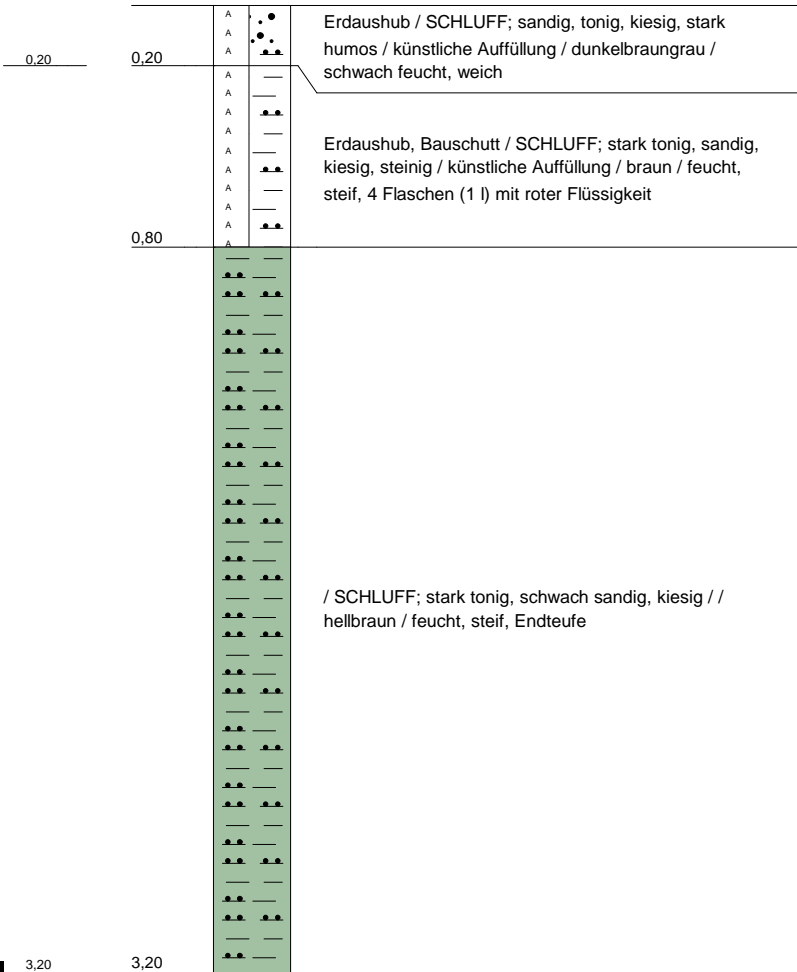 A
Erdaushub / SCHLUFF; sandig, tonig, kiesig, stark
A
humos / künstliche Auffüllung / dunkelbraungrau /
A
0,20 0,20
schwach feucht, weich
A
A
A
A
Erdaushub, Bauschutt / SCHLUFF; stark tonig, sandig,
A
kiesig, steinig / künstliche Auffüllung / braun / feucht,
A
A
steif, 4 Flaschen (1 l) mit roter Flüssigkeit
A
A
0,80
A
/ SCHLUFF; stark tonig, schwach sandig, kiesig / /
hellbraun / feucht, steif, Endteufe
3,20 3,20